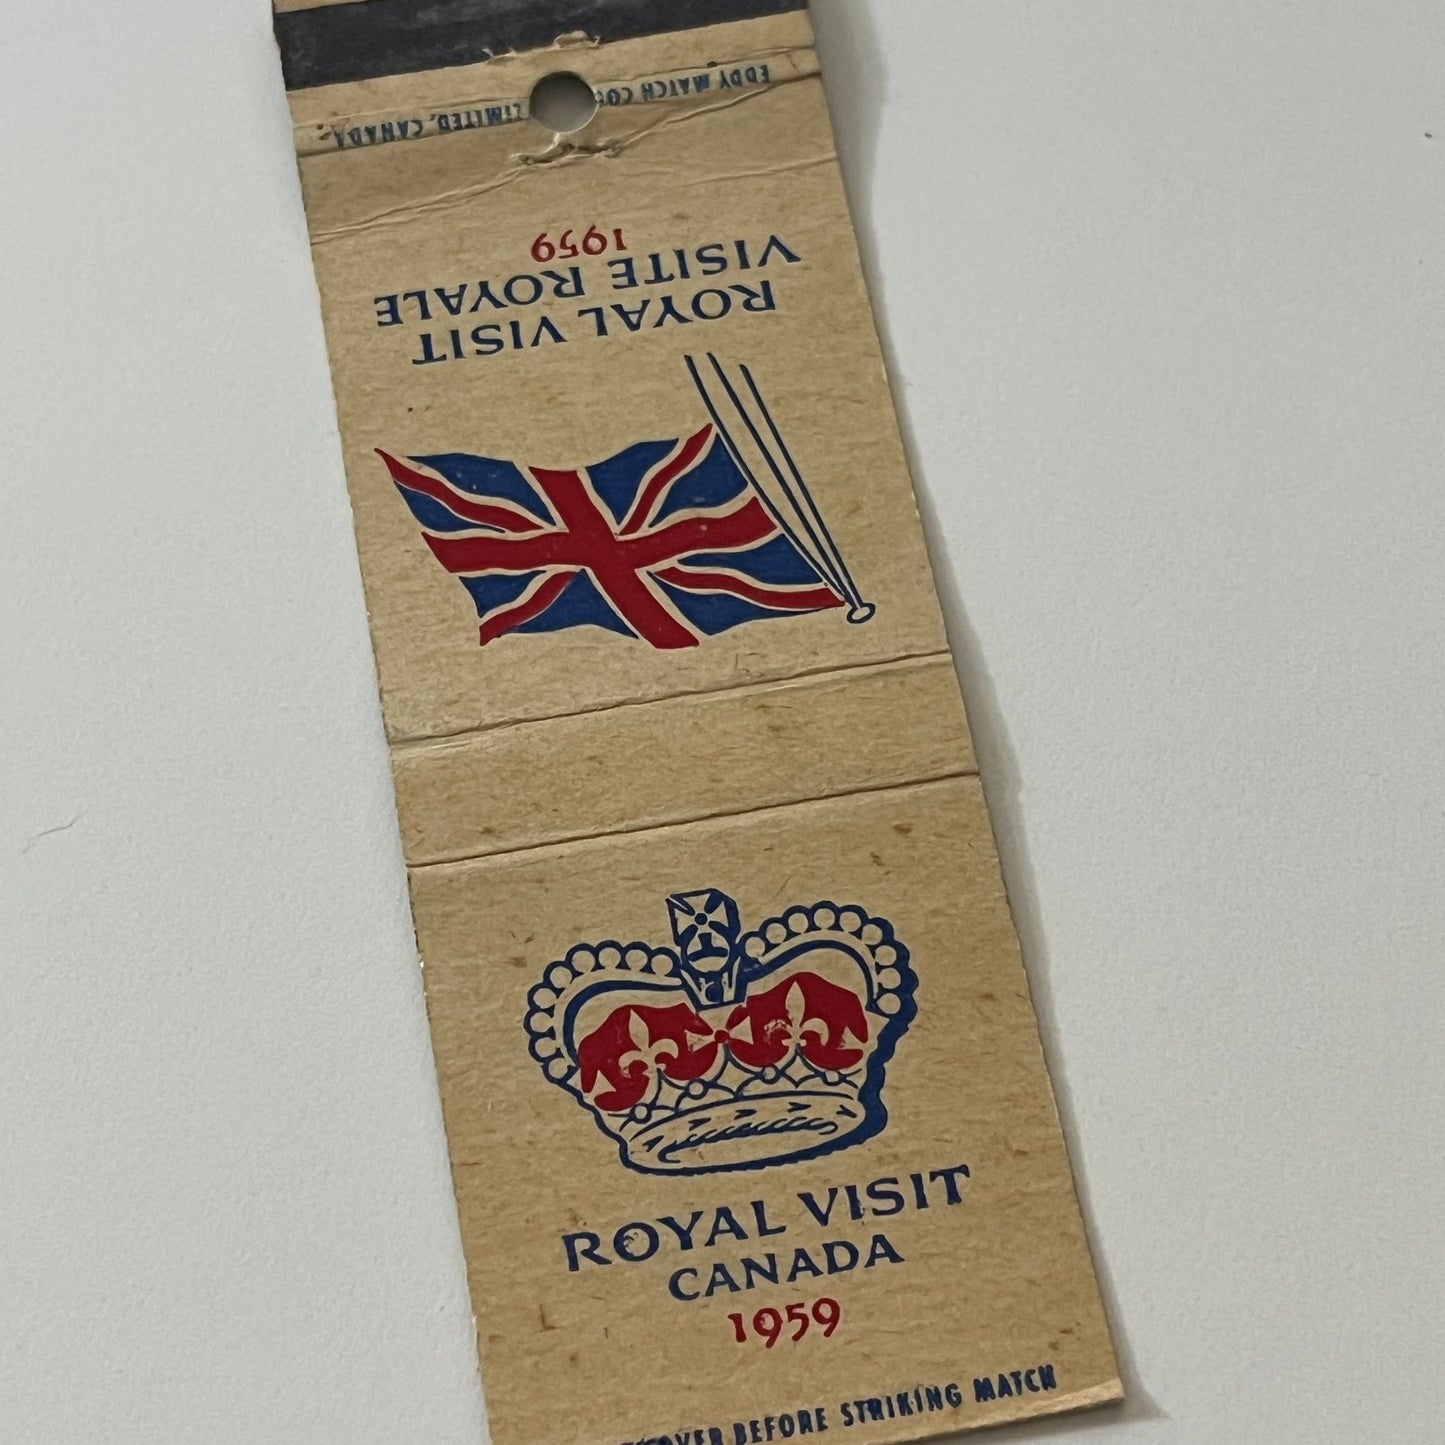 EDDY MATCH CO. LIMITED, CANADA.
ROYAL VISIT
VISITE ROYALE
1959
ROYAL VISIT
CANADA
1959
BEFORE STRIKING MATCH